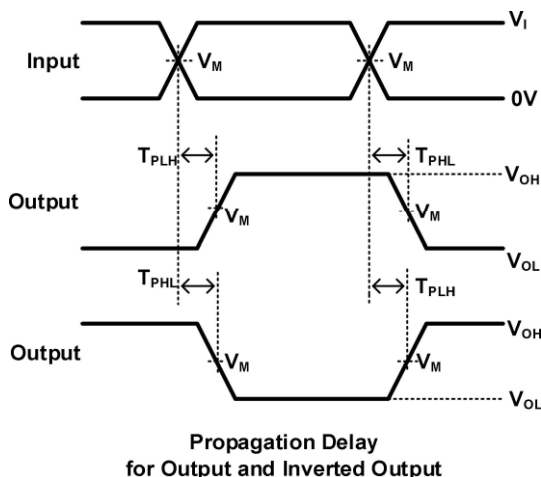 V_I
Input
V_M
V_M
0V
T_PLH
T_PHL
V_OH
Output
V_M
V_M
V_OL
T_PHL
T_PLH
V_OH
Output
V_M
V_M
V_OL
Propagation Delay
for Output and Inverted Output